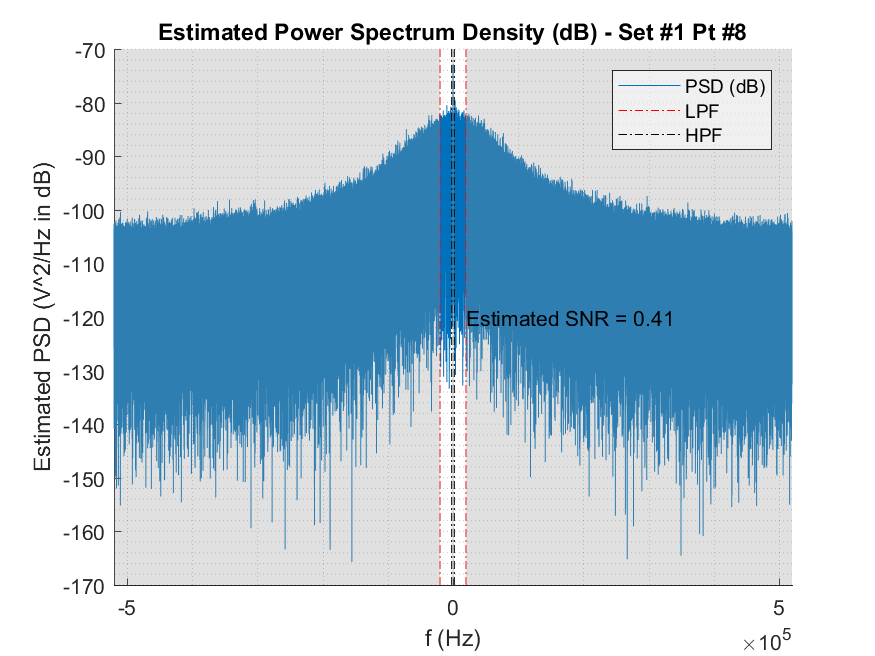 Estimated Power Spectrum Density (dB) - Set #1 Pt #8
-70
-80
-90
-100
-110
-120
-130
-140
-150
-160
-170
Estimated PSD (V^2/Hz in dB)
PSD (dB)
LPF
HPF
Estimated SNR = 0.41
-5
0
5
×10^5
f (Hz)